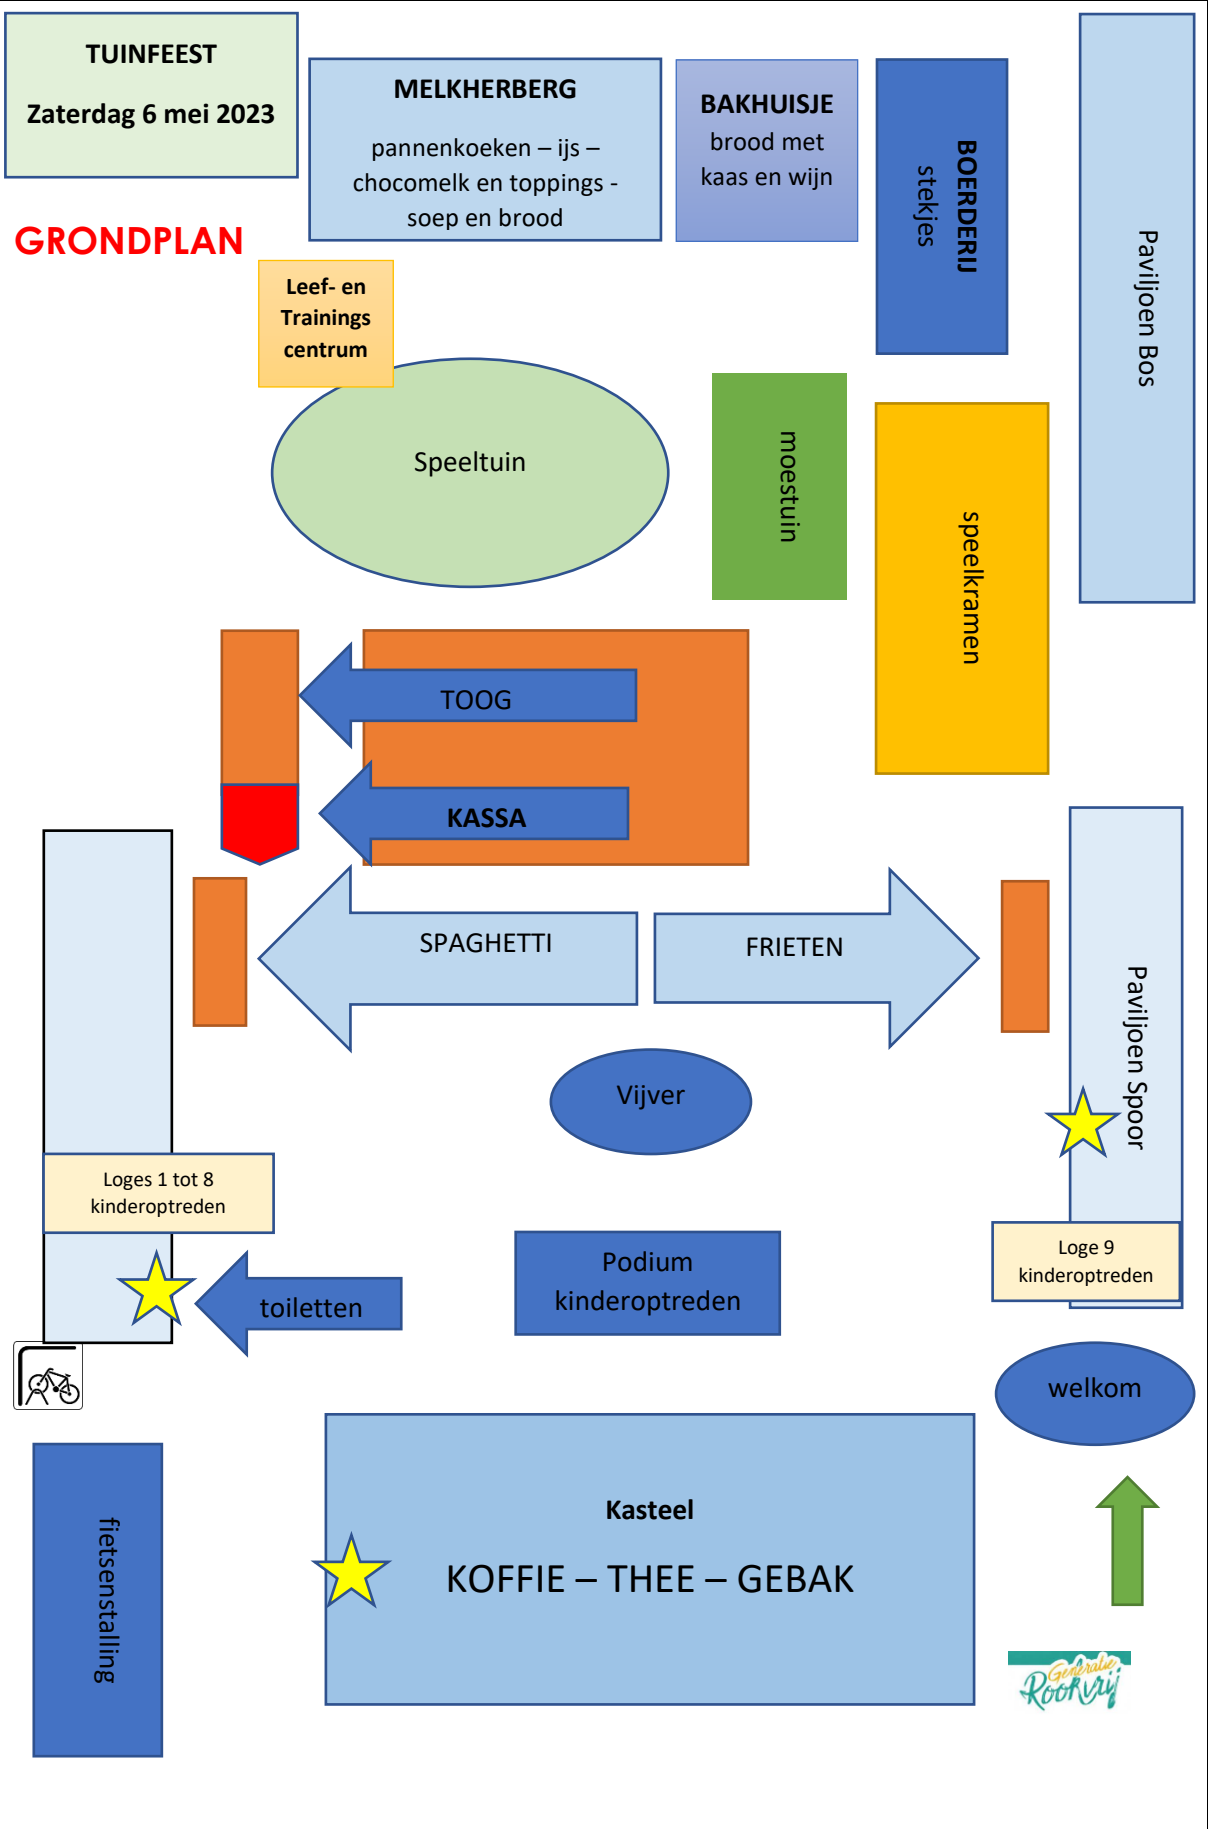 TUINFEEST
Zaterdag 6 mei 2023
MELKHERBERG
pannenkoeken – ijs –
chocomelk en toppings -
soep en brood
BAKHUISJE
brood met
kaas en wijn
BOERDERIJ
stekjes
Paviljoen Bos
GRONDPLAN
Leef- en
Trainings
centrum
Speeltuin
moestuin
speelkramen
TOOG
KASSA
SPAGHETTI
FRIETEN
Paviljoen Spoor
Vijver
Loges 1 tot 8
kinderoptreden
Podium
kinderoptreden
Loge 9
kinderoptreden
toiletten
welkom
Kasteel
KOFFIE – THEE – GEBAK
fietsenstalling
Generatie
Rookvrij